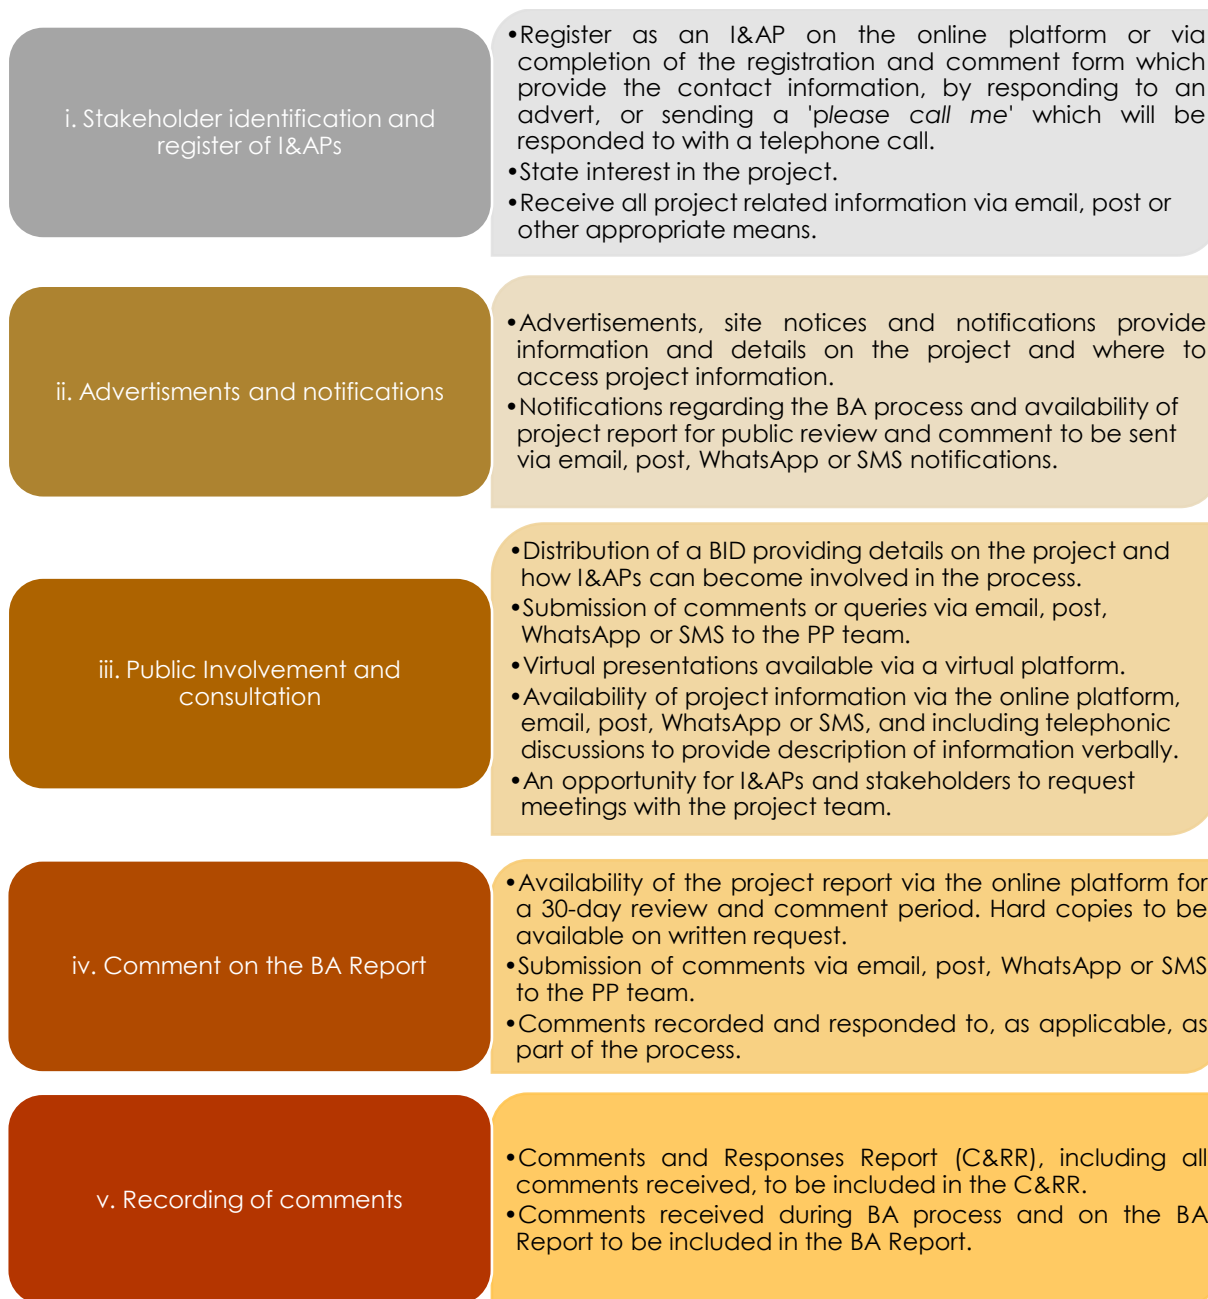 i. Stakeholder identification and
register of I&APs
•Register as an I&AP on the online platform or via
completion of the registration and comment form which
provide the contact information, by responding to an
advert, or sending a 'please call me' which will be
responded to with a telephone call.
•State interest in the project.
•Receive all project related information via email, post or
other appropriate means.
ii. Advertisments and notifications
•Advertisements, site notices and notifications provide
information and details on the project and where to
access project information.
•Notifications regarding the BA process and availability of
project report for public review and comment to be sent
via email, post, WhatsApp or SMS notifications.
iii. Public Involvement and
consultation
•Distribution of a BID providing details on the project and
how I&APs can become involved in the process.
•Submission of comments or queries via email, post,
WhatsApp or SMS to the PP team.
•Virtual presentations available via a virtual platform.
•Availability of project information via the online platform,
email, post, WhatsApp or SMS, and including telephonic
discussions to provide description of information verbally.
•An opportunity for I&APs and stakeholders to request
meetings with the project team.
iv. Comment on the BA Report
•Availability of the project report via the online platform for
a 30-day review and comment period. Hard copies to be
available on written request.
•Submission of comments via email, post, WhatsApp or SMS
to the PP team.
•Comments recorded and responded to, as applicable, as
part of the process.
v. Recording of comments
•Comments and Responses Report (C&RR), including all
comments received, to be included in the C&RR.
•Comments received during BA process and on the BA
Report to be included in the BA Report.